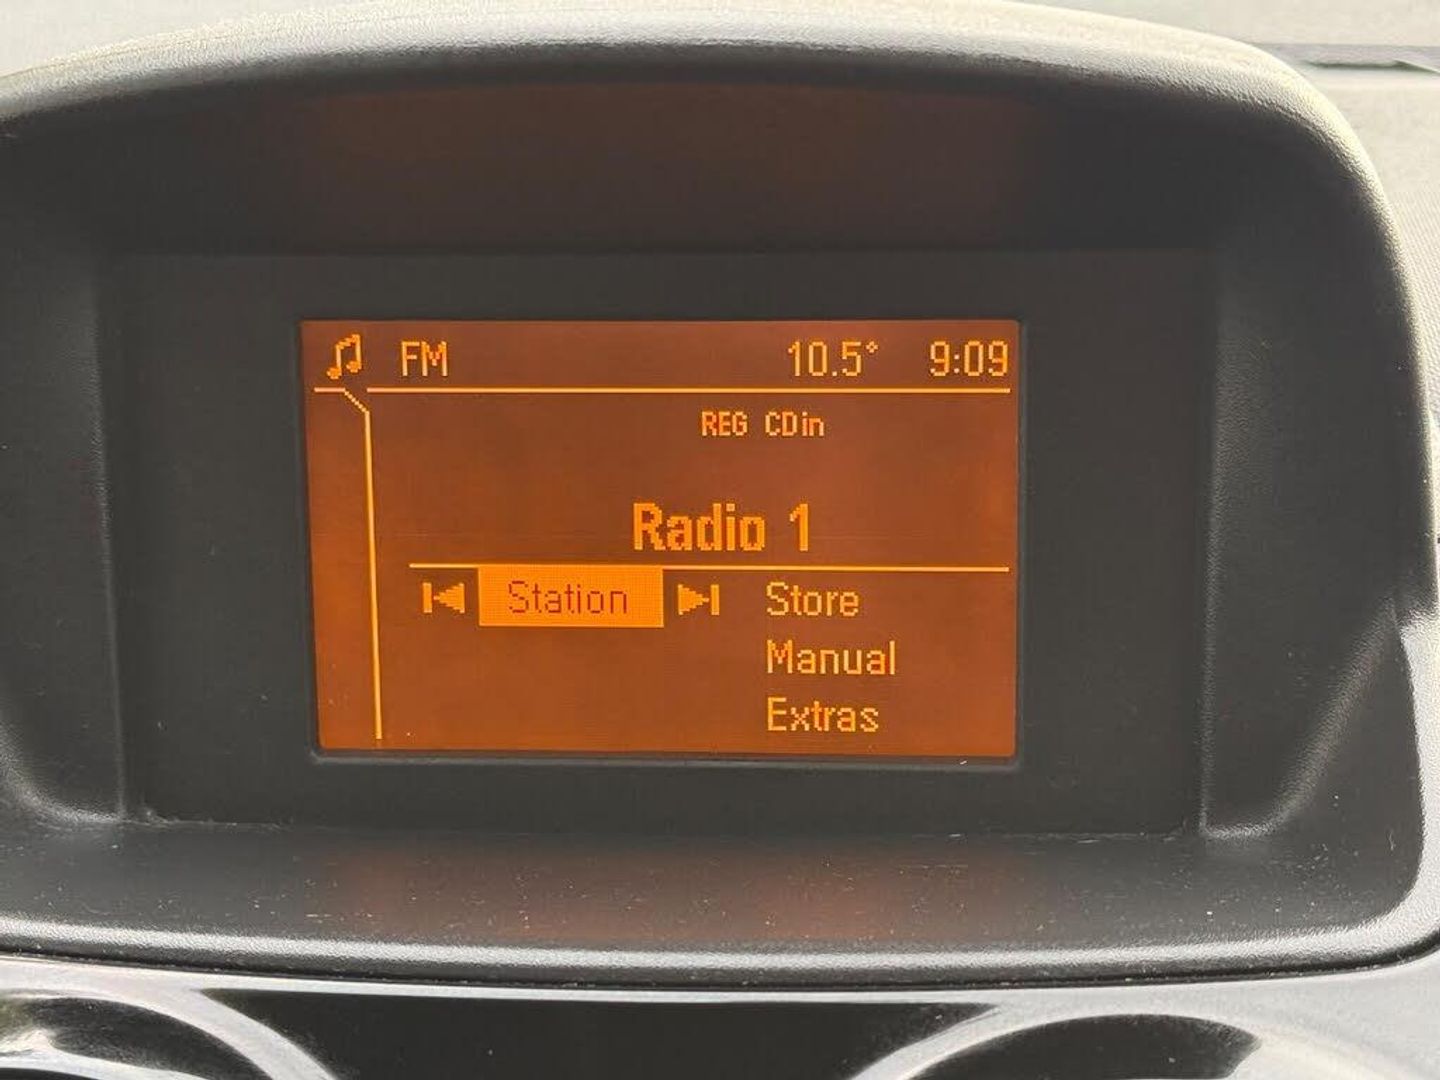 FM 10.5° 9:09
REG CDin
Radio 1
Station Store
Manual
Extras